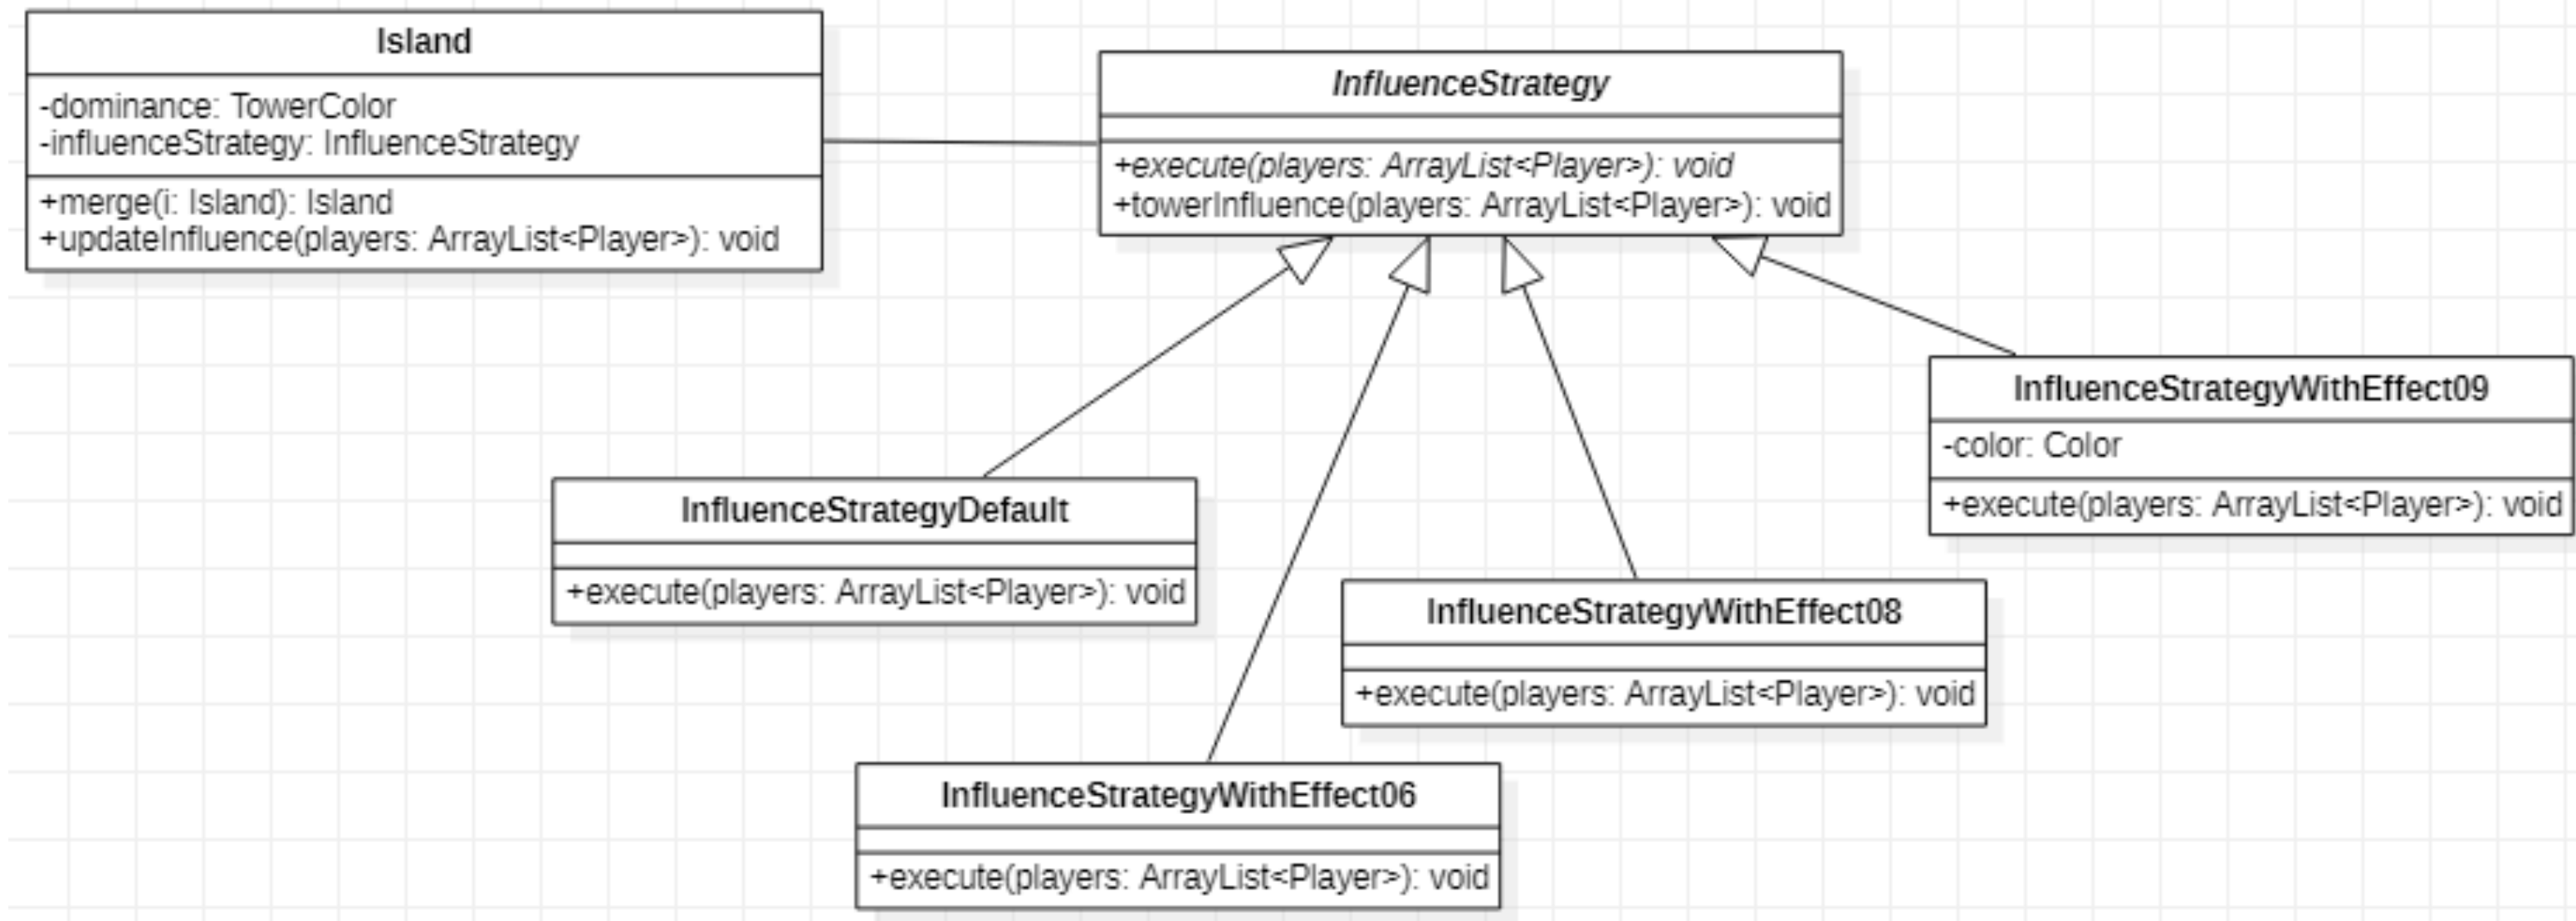 Island
-dominance: TowerColor
-influenceStrategy: InfluenceStrategy
+merge(i: Island): Island
+updateInfluence(players: ArrayList<Player>): void
InfluenceStrategy
+execute(players: ArrayList<Player>): void
+towerInfluence(players: ArrayList<Player>): void
InfluenceStrategyWithEffect09
-color: Color
+execute(players: ArrayList<Player>): void
InfluenceStrategyDefault
+execute(players: ArrayList<Player>): void
InfluenceStrategyWithEffect08
+execute(players: ArrayList<Player>): void
InfluenceStrategyWithEffect06
+execute(players: ArrayList<Player>): void